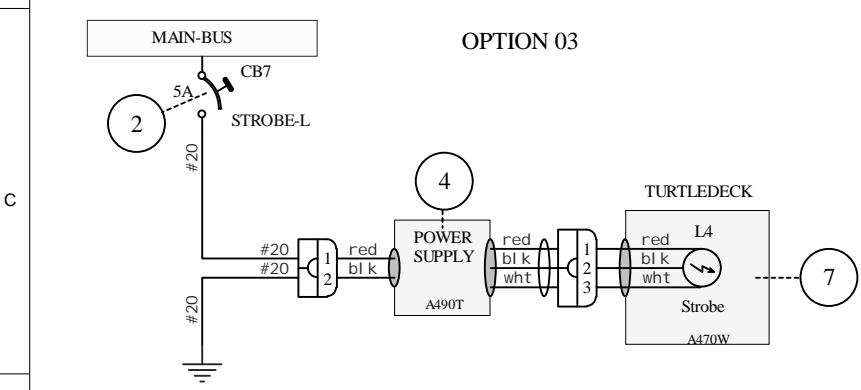 MAIN-BUS
OPTION 03
CB7
5A
2
STROBE-L
#20
4
C
TURTLEDECK
POWER
SUPPLY
L4
#20 1 red
#20 2 blk
red 1 red
blk 2 blk
wht 3 wht
7
Strobe
#20
A490T
A470W